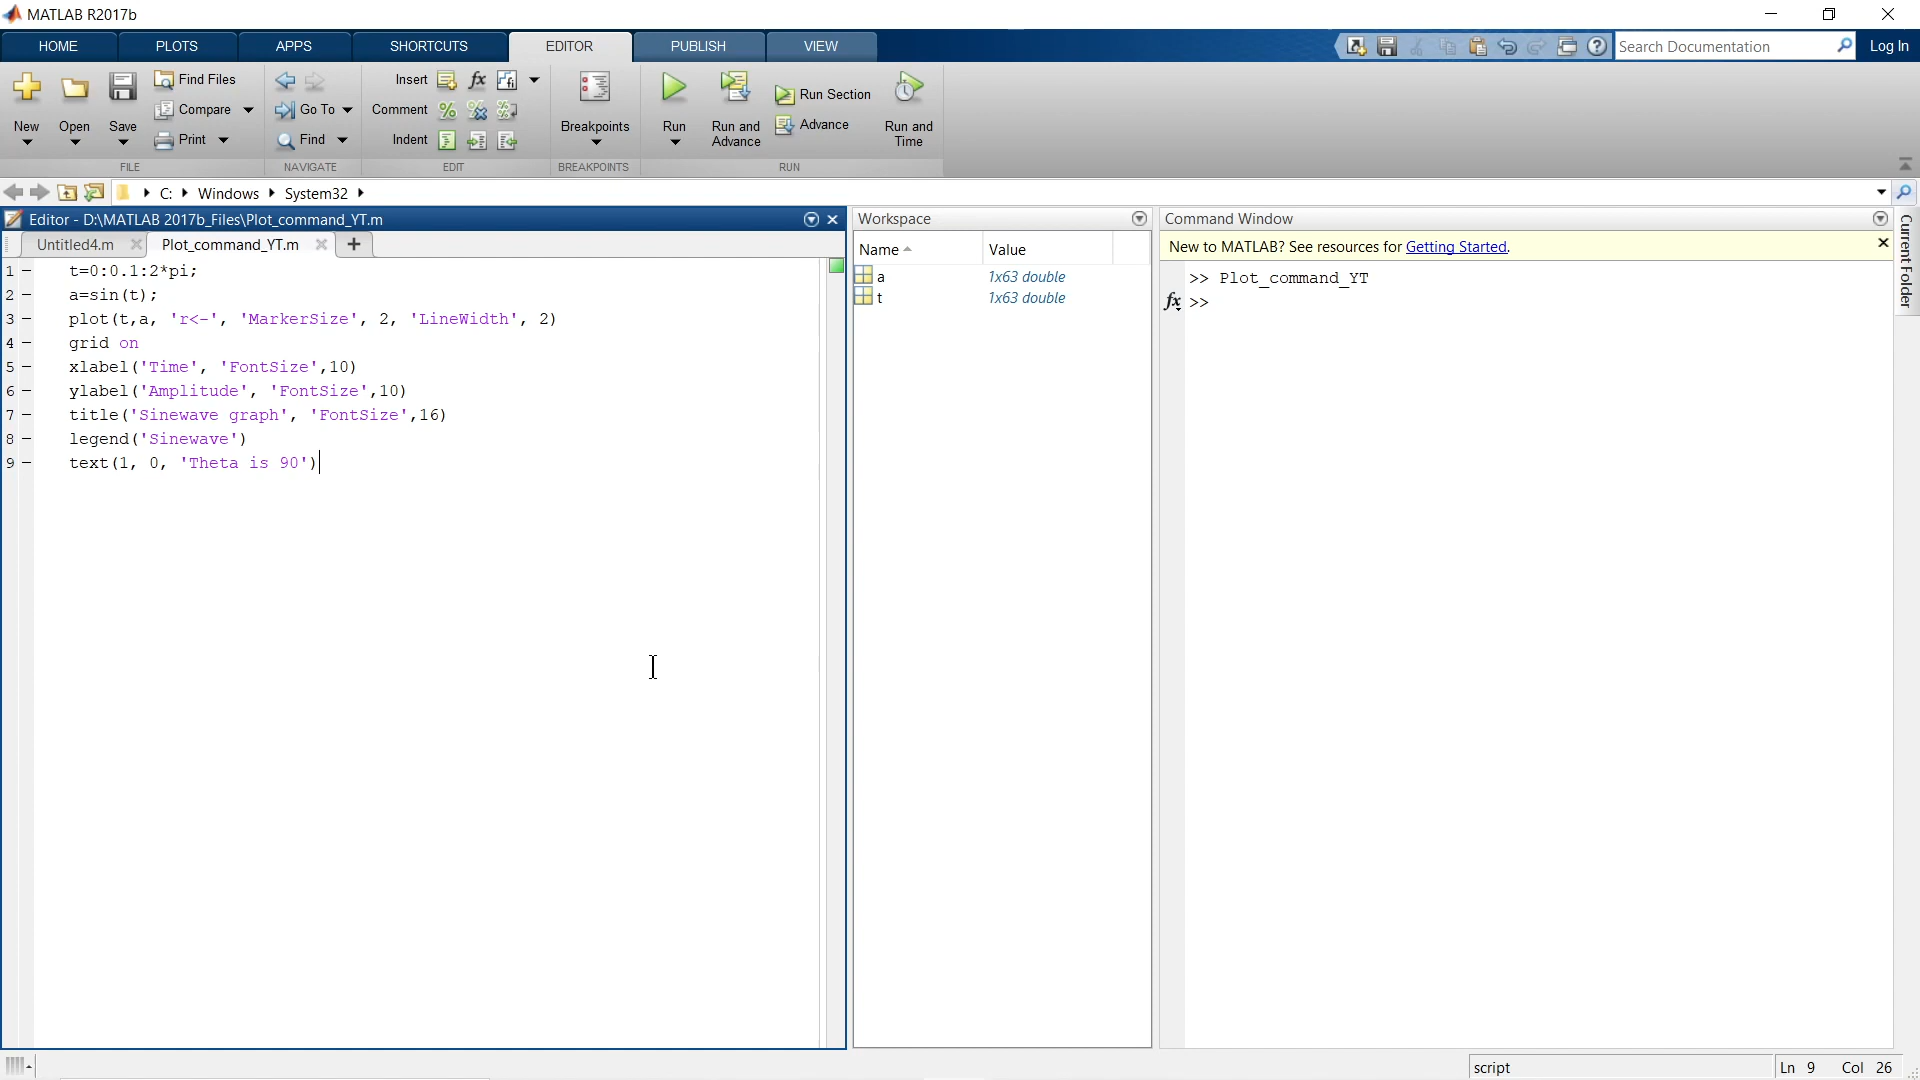 MATLAB R2017b
HOME PLOTS APPS SHORTCUTS EDITOR PUBLISH VIEW Search Documentation Log In
New Open Save Find Files Compare Print
Go To Find
Insert fx fi
Comment % % %
Indent
Breakpoints
Run Run and Advance Run Section Advance Run and Time
FILE NAVIGATE EDIT BREAKPOINTS RUN
C: Windows System32
Editor - D:\MATLAB 2017b_Files\Plot_command_YT.m
Untitled4.m Plot_command_YT.m +
1 - t=0:0.1:2*pi;
2 - a=sin(t);
3 - plot(t,a, 'r<-', 'MarkerSize', 2, 'LineWidth', 2)
4 - grid on
5 - xlabel('Time', 'FontSize',10)
6 - ylabel('Amplitude', 'FontSize',10)
7 - title('Sinewave graph', 'FontSize',16)
8 - legend('Sinewave')
9 - text(1, 0, 'Theta is 90')
Workspace
Name Value
a 1x63 double
t 1x63 double
Command Window
New to MATLAB? See resources for Getting Started.
>> Plot_command_YT
fx >>
Current Folder
script Ln 9 Col 26